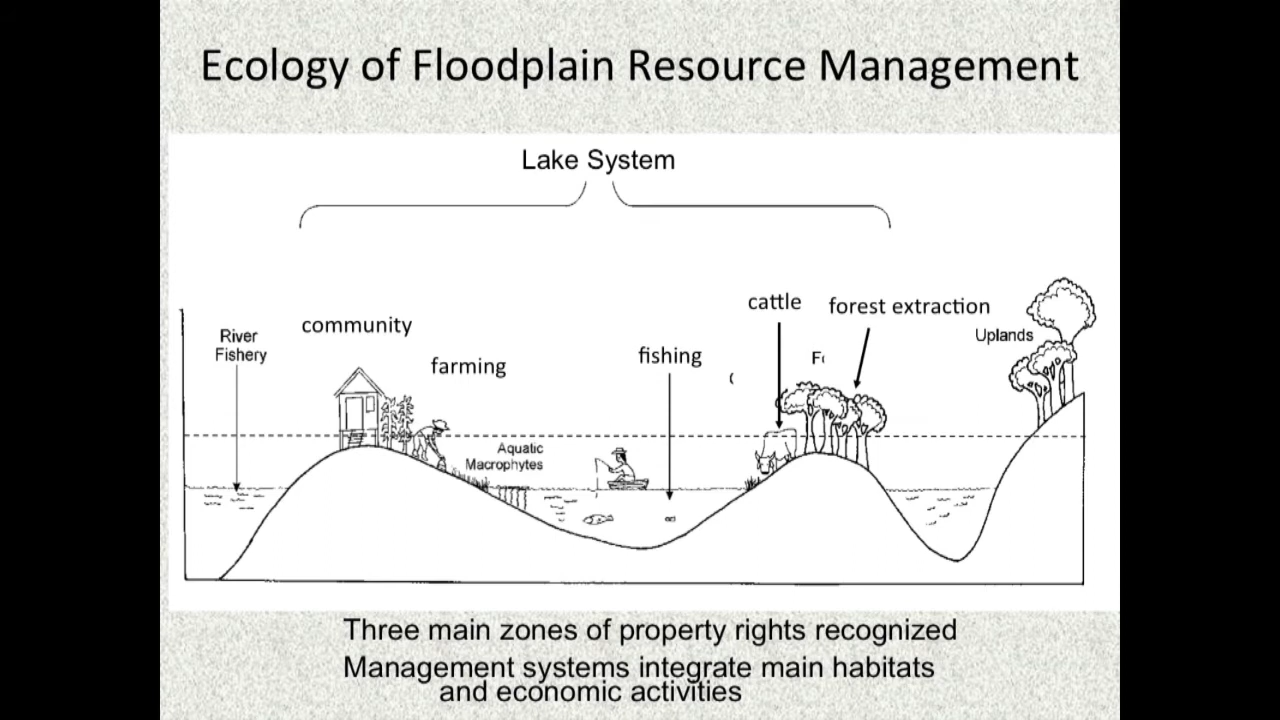 Ecology of Floodplain Resource Management
Lake System
cattle
forest extraction
community
River
Fishery
Uplands
farming
fishing
Aquatic
Macrophytes
Three main zones of property rights recognized
Management systems integrate main habitats
and economic activities